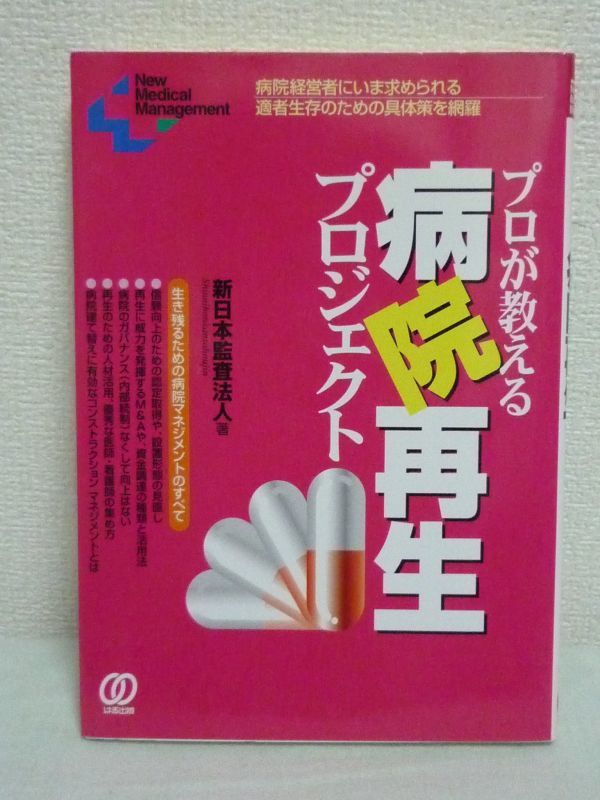 New
Medical
Management
病院経営者にいま求められる
適者生存のための具体策を網羅
プロが教える
病院再生
プロジェクト
新日本監査法人 著
Shinnihonkansahoujin
生き残るための病院マネジメントのすべて
●信頼向上のための認定取得や、設置形態の見直し
●再生に威力を発揮するM&Aや、資金調達の種類と活用法
●病院のガバナンス(内部統制)なくして向上はない
●再生のための人材活用、優秀な医師・看護師の集め方
●病院建て替えに有効なコンストラクション マネジメントとは
ぱる出版